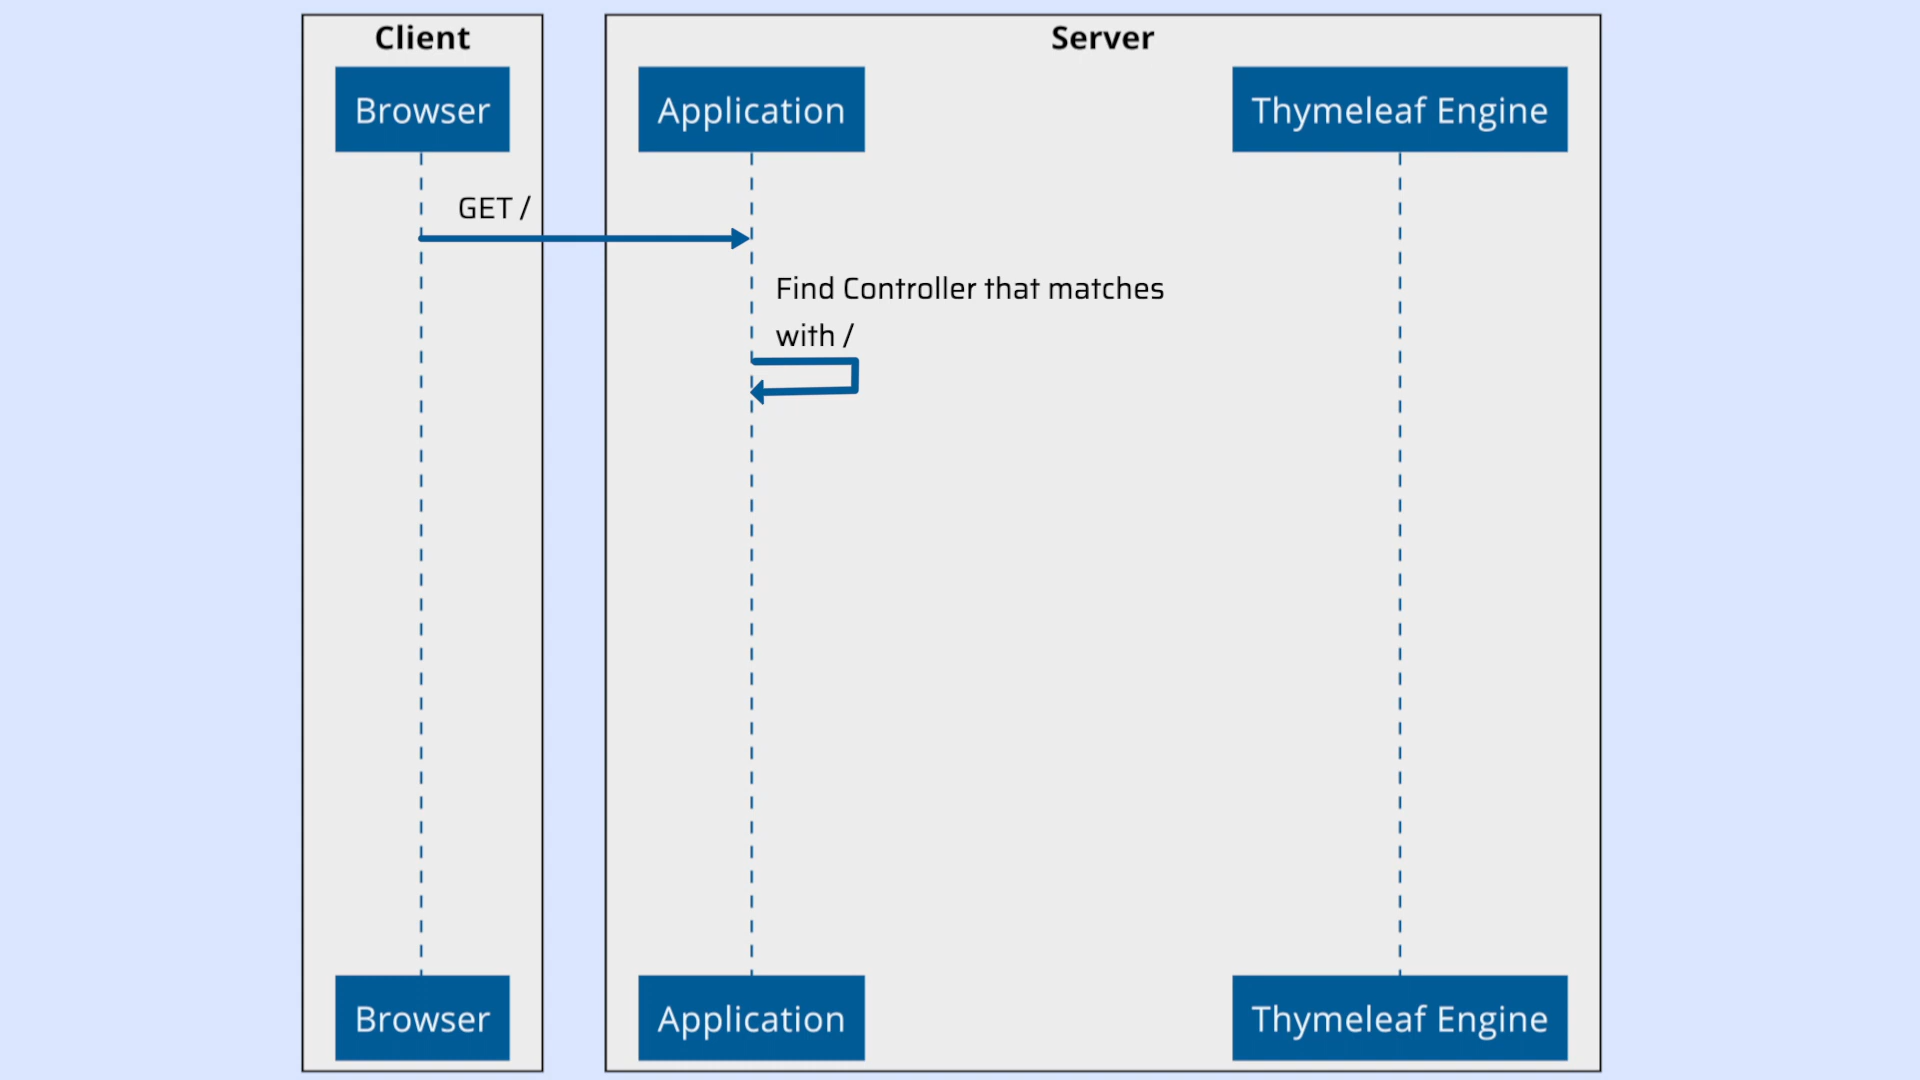 Client
Server
Browser
Application
Thymeleaf Engine
GET /
Find Controller that matches
with /
Browser
Application
Thymeleaf Engine